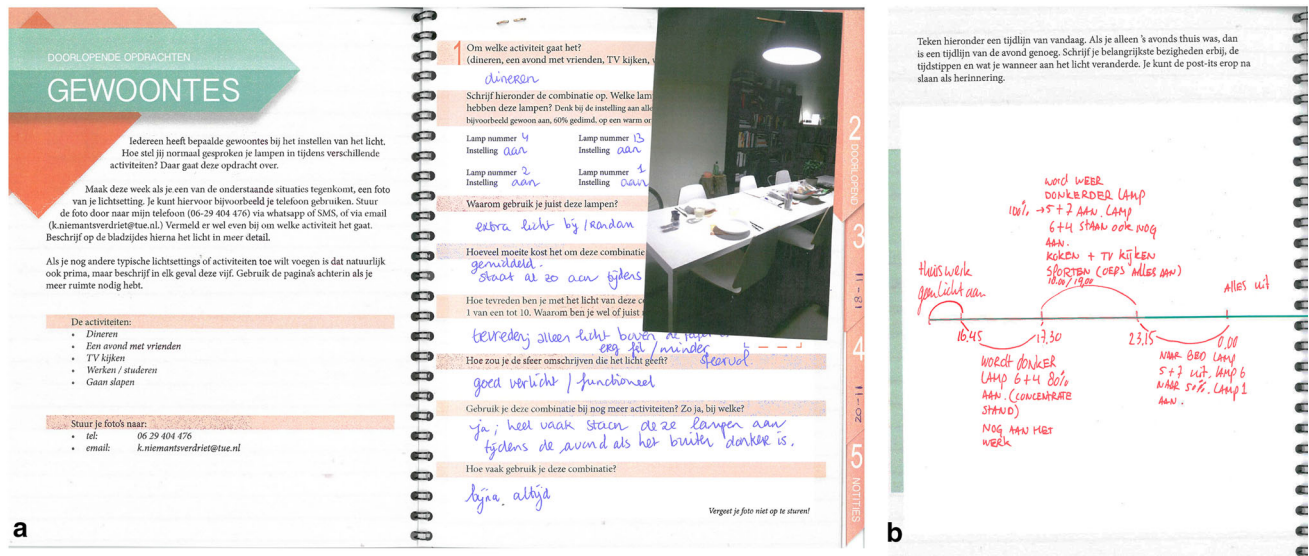 DOORLOPENDE OPDRACHTEN
GEWOONTES
Iedereen heeft bepaalde gewoontes bij het instellen van het licht.
Hoe stel jij normaal gesproken je lampen in tijdens verschillende
activiteiten? Daar gaat deze opdracht over.
Maak deze week als je een van de onderstaande situaties tegenkomt, een foto
van je lichtsetting. Je kunt hiervoor bijvoorbeeld je telefoon gebruiken. Stuur
de foto door naar mijn telefoon (06-29 404 476) via whatsapp of SMS, of via email
(k.niemantsverdriet@tue.nl.) Vermeld er wel even bij om welke activiteit het gaat.
Beschrijf op de bladzijdes hierna het licht in meer detail.
Als je nog andere typische lichtsettings of activiteiten toe wilt voegen is dat natuurlijk
ook prima, maar beschrijf in elk geval deze vijf. Gebruik de pagina's achterin als je
meer ruimte nodig hebt.
De activiteiten:
• Dineren
• Een avond met vrienden
• TV kijken
• Werken / studeren
• Gaan slapen
Stuur je foto's naar:
• tel: 06 29 404 476
• email: k.niemantsverdriet@tue.nl
a
1 Om welke activiteit gaat het?
(dineren, een avond met vrienden, TV kijken,
dineren
Schrijf hieronder de combinatie op. Welke
hebben deze lampen? Denk bij de instelling aan
bijvoorbeeld gewoon aan, 60% gedimd, op een warm
Lamp nummer 4 Lamp nummer 13
Instelling aan Instelling aan
Lamp nummer 2 Lamp nummer 1
Instelling aan Instelling aan
Waarom gebruik je juist deze lampen?
extra licht bij / rondom
Hoeveel moeite kost het om deze combinatie
gemiddeld.
staat al zo aan tijdens
Hoe tevreden ben je met het licht van deze
1 van een tot 10. Waarom ben je wel of juist
tevreden, alleen licht boven de
erg fel / minder
sfeervol
Hoe zou je de sfeer omschrijven die het licht geeft?
goed verlicht / functioneel
Gebruik je deze combinatie bij nog meer activiteiten? Zo ja, bij welke?
ja; heel vaak staan deze lampen aan
tijdens de avond als het buiten donker is.
Hoe vaak gebruik je deze combinatie?
bijna altijd
Vergeet je foto niet op te sturen!
2 DOORLOPEND
3
18-11
4
20-11
5 NOTITIES
b
Teken hieronder een tijdlijn van vandaag. Als je alleen 's avonds thuis was, dan
is een tijdlijn van de avond genoeg. Schrijf je belangrijkste bezigheden erbij, de
tijdstippen en wat je wanneer aan het licht veranderde. Je kunt de post-its erop na
slaan als herinnering.
word WEER
DONKERDER LAMP
100% → 5+7 AAN. LAMP
6+4 STAAN OOK NOG
AAN.
KOKEN + TV KIJKEN
SPORTEN (OEPS ALLES AAN)
18.00/19.00
thuiswerk
geen licht aan
ALLES UIT
16.45
17.30
23.15
0.00
WORDT DONKER
LAMP 6+4 80%
AAN. (CONCENTRATE
STAND)
NOG AAN HET
WERK
NAAR BED LAMP
5+7 UIT. LAMP 6
NAAR 50%. LAMP 1
AAN.